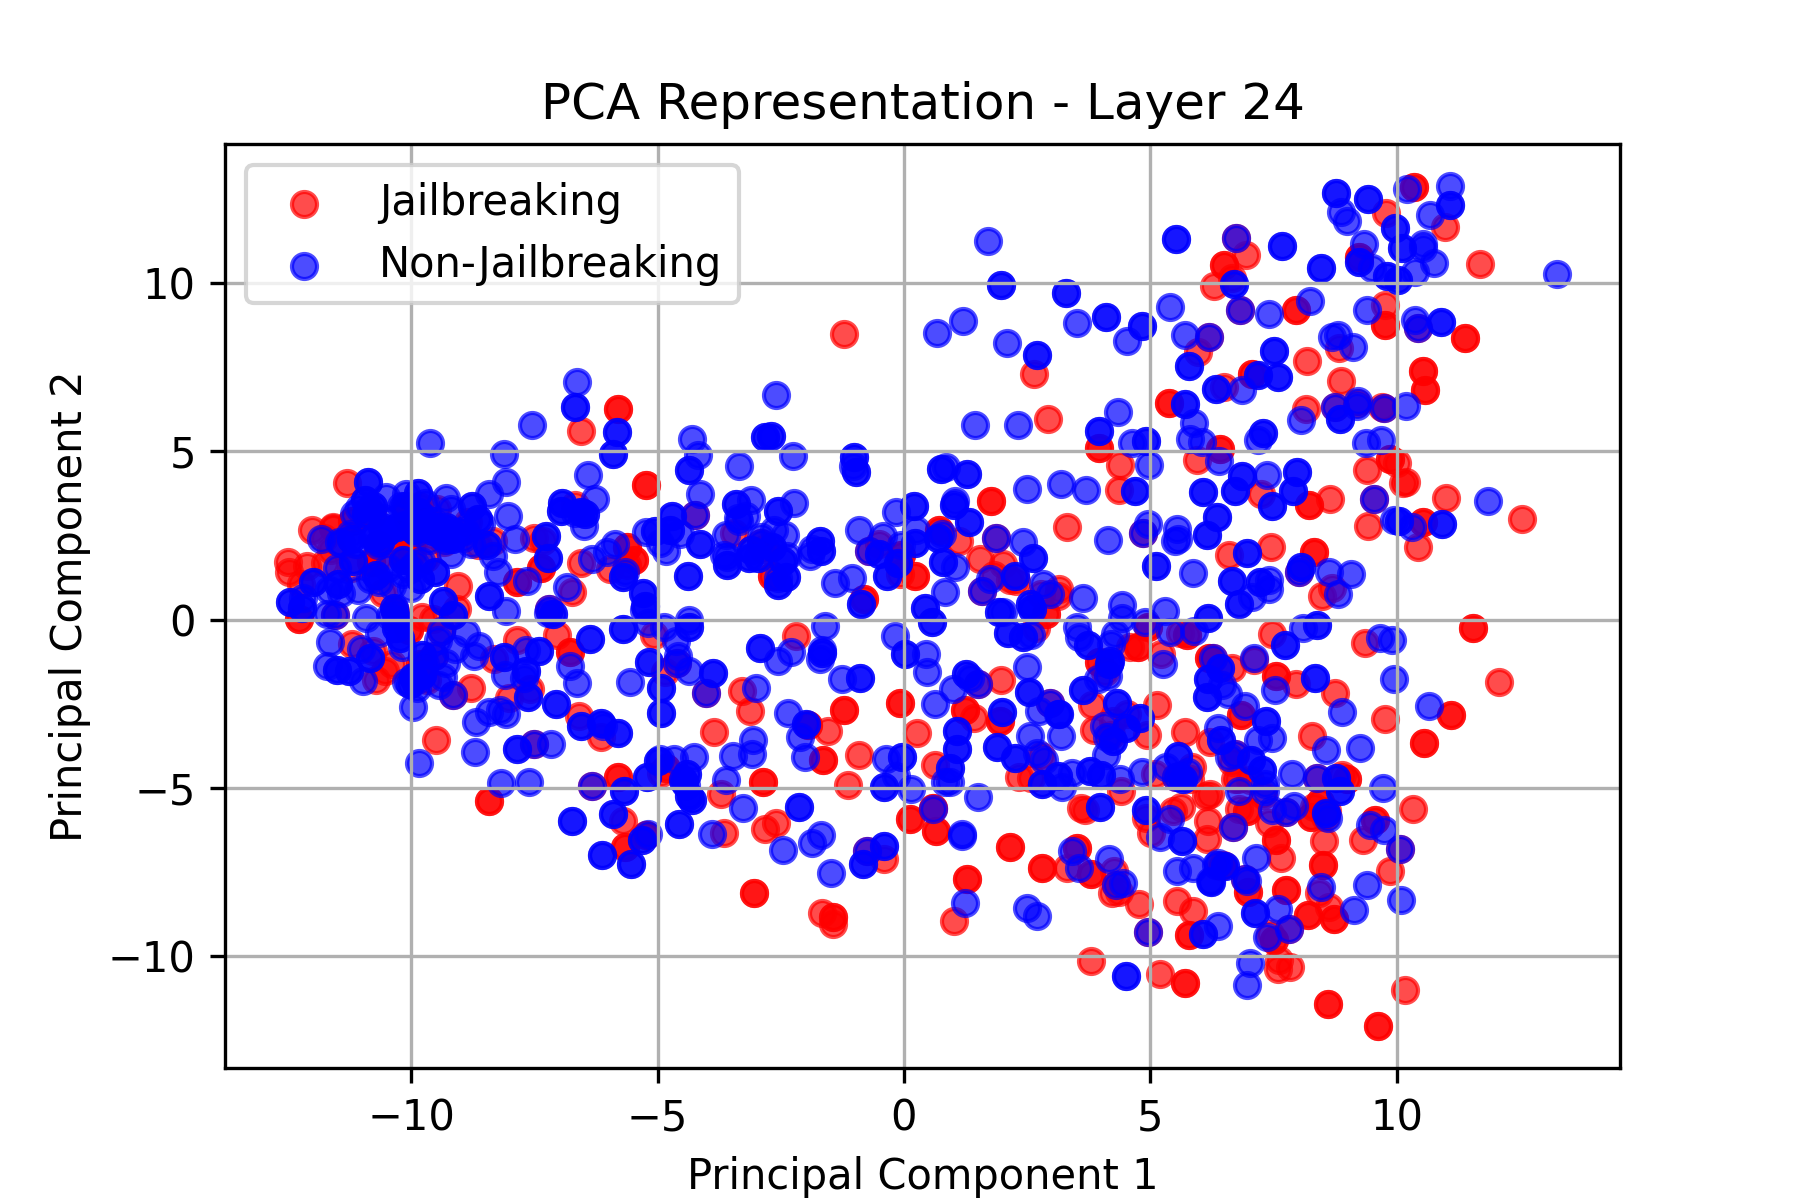 PCA Representation - Layer 24
Jailbreaking
Non-Jailbreaking
10
5
0
−5
−10
Principal Component 2
−10
−5
0
5
10
Principal Component 1